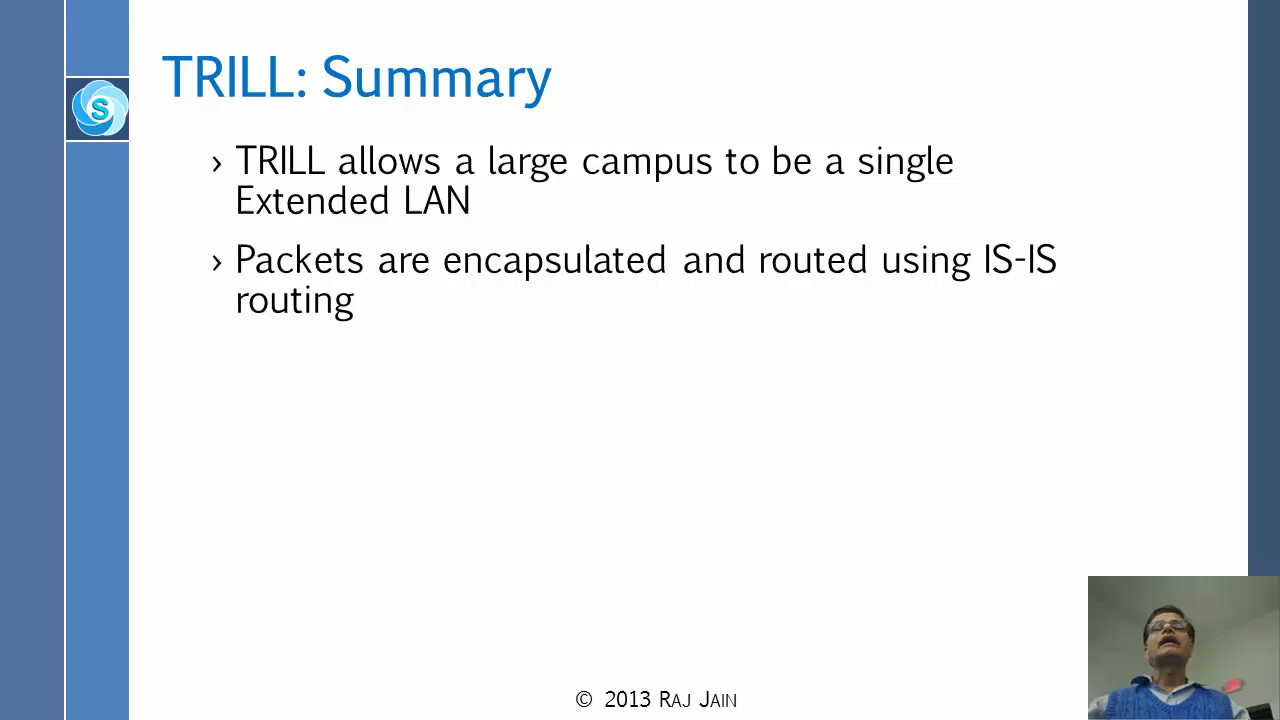 TRILL: Summary
S
› TRILL allows a large campus to be a single
Extended LAN
› Packets are encapsulated and routed using IS-IS
routing
© 2013 RAJ JAIN